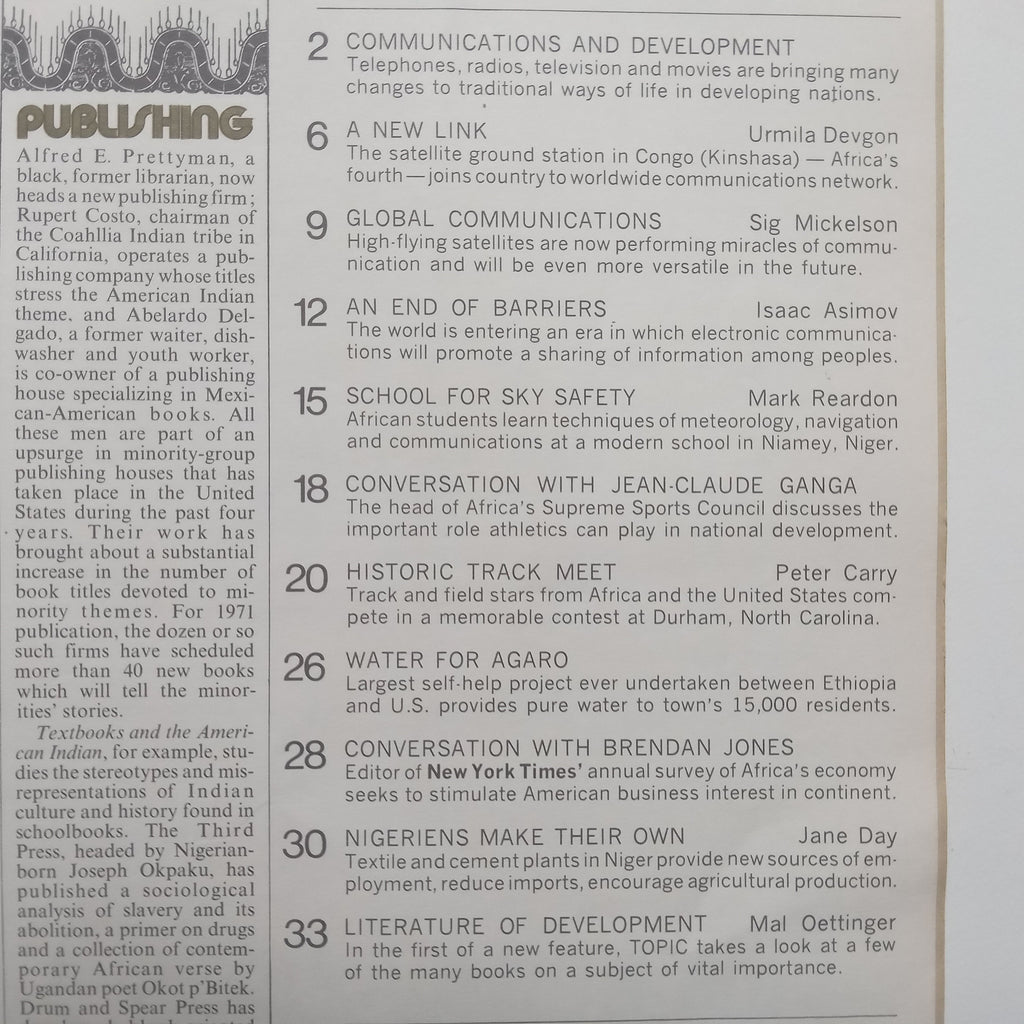 PUBLISHING
Alfred E. Prettyman, a
black, former librarian, now
heads a new publishing firm;
Rupert Costo, chairman of
the Coahllia Indian tribe in
California, operates a pub-
lishing company whose titles
stress the American Indian
theme, and Abelardo Del-
gado, a former waiter, dish-
washer and youth worker,
is co-owner of a publishing
house specializing in Mexi-
can-American books. All
these men are part of an
upsurge in minority-group
publishing houses that has
taken place in the United
States during the past four
years. Their work has
brought about a substantial
increase in the number of
book titles devoted to mi-
nority themes. For 1971
publication, the dozen or so
such firms have scheduled
more than 40 new books
which will tell the minor-
ities' stories.
Textbooks and the Ameri-
can Indian, for example, stu-
dies the stereotypes and mis-
representations of Indian
culture and history found in
schoolbooks. The Third
Press, headed by Nigerian-
born Joseph Okpaku, has
published a sociological
analysis of slavery and its
abolition, a primer on drugs
and a collection of contem-
porary African verse by
Ugandan poet Okot p'Bitek.
Drum and Spear Press has
2 COMMUNICATIONS AND DEVELOPMENT
Telephones, radios, television and movies are bringing many
changes to traditional ways of life in developing nations.
6 A NEW LINK Urmila Devgon
The satellite ground station in Congo (Kinshasa) — Africa's
fourth—joins country to worldwide communications network.
9 GLOBAL COMMUNICATIONS Sig Mickelson
High-flying satellites are now performing miracles of commu-
nication and will be even more versatile in the future.
12 AN END OF BARRIERS Isaac Asimov
The world is entering an era in which electronic communica-
tions will promote a sharing of information among peoples.
15 SCHOOL FOR SKY SAFETY Mark Reardon
African students learn techniques of meteorology, navigation
and communications at a modern school in Niamey, Niger.
18 CONVERSATION WITH JEAN-CLAUDE GANGA
The head of Africa's Supreme Sports Council discusses the
important role athletics can play in national development.
20 HISTORIC TRACK MEET Peter Carry
Track and field stars from Africa and the United States com-
pete in a memorable contest at Durham, North Carolina.
26 WATER FOR AGARO
Largest self-help project ever undertaken between Ethiopia
and U.S. provides pure water to town's 15,000 residents.
28 CONVERSATION WITH BRENDAN JONES
Editor of New York Times' annual survey of Africa's economy
seeks to stimulate American business interest in continent.
30 NIGERIENS MAKE THEIR OWN Jane Day
Textile and cement plants in Niger provide new sources of em-
ployment, reduce imports, encourage agricultural production.
33 LITERATURE OF DEVELOPMENT Mal Oettinger
In the first of a new feature, TOPIC takes a look at a few
of the many books on a subject of vital importance.